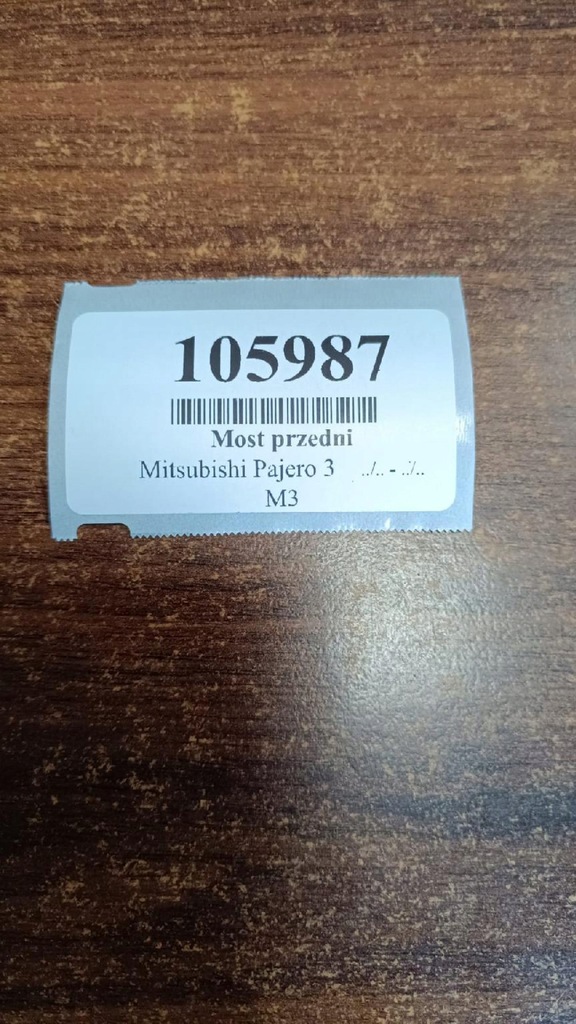 105987
Most przedni
Mitsubishi Pajero 3 ../.. - ../..
M3